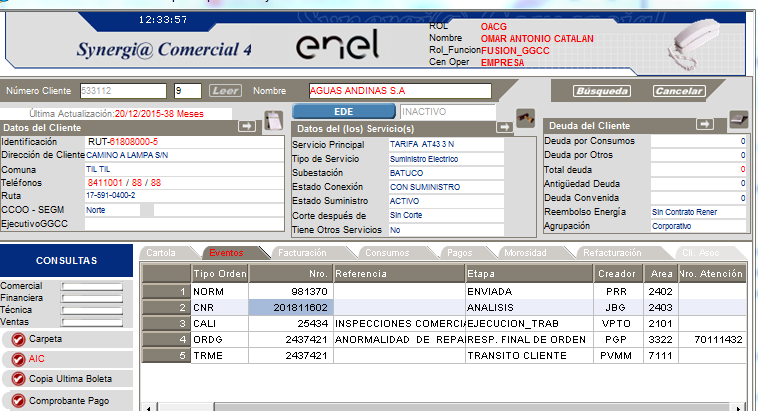 12:33:57
Synergi@ Comercial 4
enel
ROL OACG
Nombre OMAR ANTONIO CATALAN
Rol_Funcion FUSION_GGCC
Cen Oper EMPRESA
Número Cliente 533112 9 Leer Nombre AGUAS ANDINAS S.A Búsqueda Cancelar
Última Actualización:20/12/2015-38 Meses
EDE INACTIVO
Datos del Cliente
Identificación RUT-61808000-5
Dirección de Cliente CAMINO A LAMPA S/N
Comuna TIL TIL
Teléfonos 8411001 / 88 / 88
Ruta 17-591-0400-2
CCOO - SEGM Norte
EjecutivoGGCC
Datos del (los) Servicio(s)
Servicio Principal TARIFA AT43 3 N
Tipo de Servicio Suministro Electrico
Subestación BATUCO
Estado Conexión CON SUMINISTRO
Estado Suministro ACTIVO
Corte después de Sin Corte
Tiene Otros Servicios No
Deuda del Cliente
Deuda por Consumos 0
Deuda por Otros 0
Total deuda 0
Antigüedad Deuda 0
Deuda Convenida 0
Reembolso Energía Sin Contrato Rener
Agrupación Corporativo
CONSULTAS
Comercial
Financiera
Técnica
Ventas
Carpeta
AIC
Copia Ultima Boleta
Comprobante Pago
Cartola Eventos Facturación Consumos Pagos Morosidad Refacturación Cli. Asoc
Tipo Orden Nro. Referencia Etapa Creador Area Nro. Atención
1 NORM 981370 ENVIADA PRR 2402
2 CNR 201811602 ANALISIS JBG 2403
3 CALI 25434 INSPECCIONES COMERCI EJECUCION_TRAB VPTO 2101
4 ORDG 2437421 ANORMALIDAD DE REPA RESP. FINAL DE ORDEN PGP 3322 70111432
5 TRME 2437421 TRANSITO CLIENTE PVMM 7111